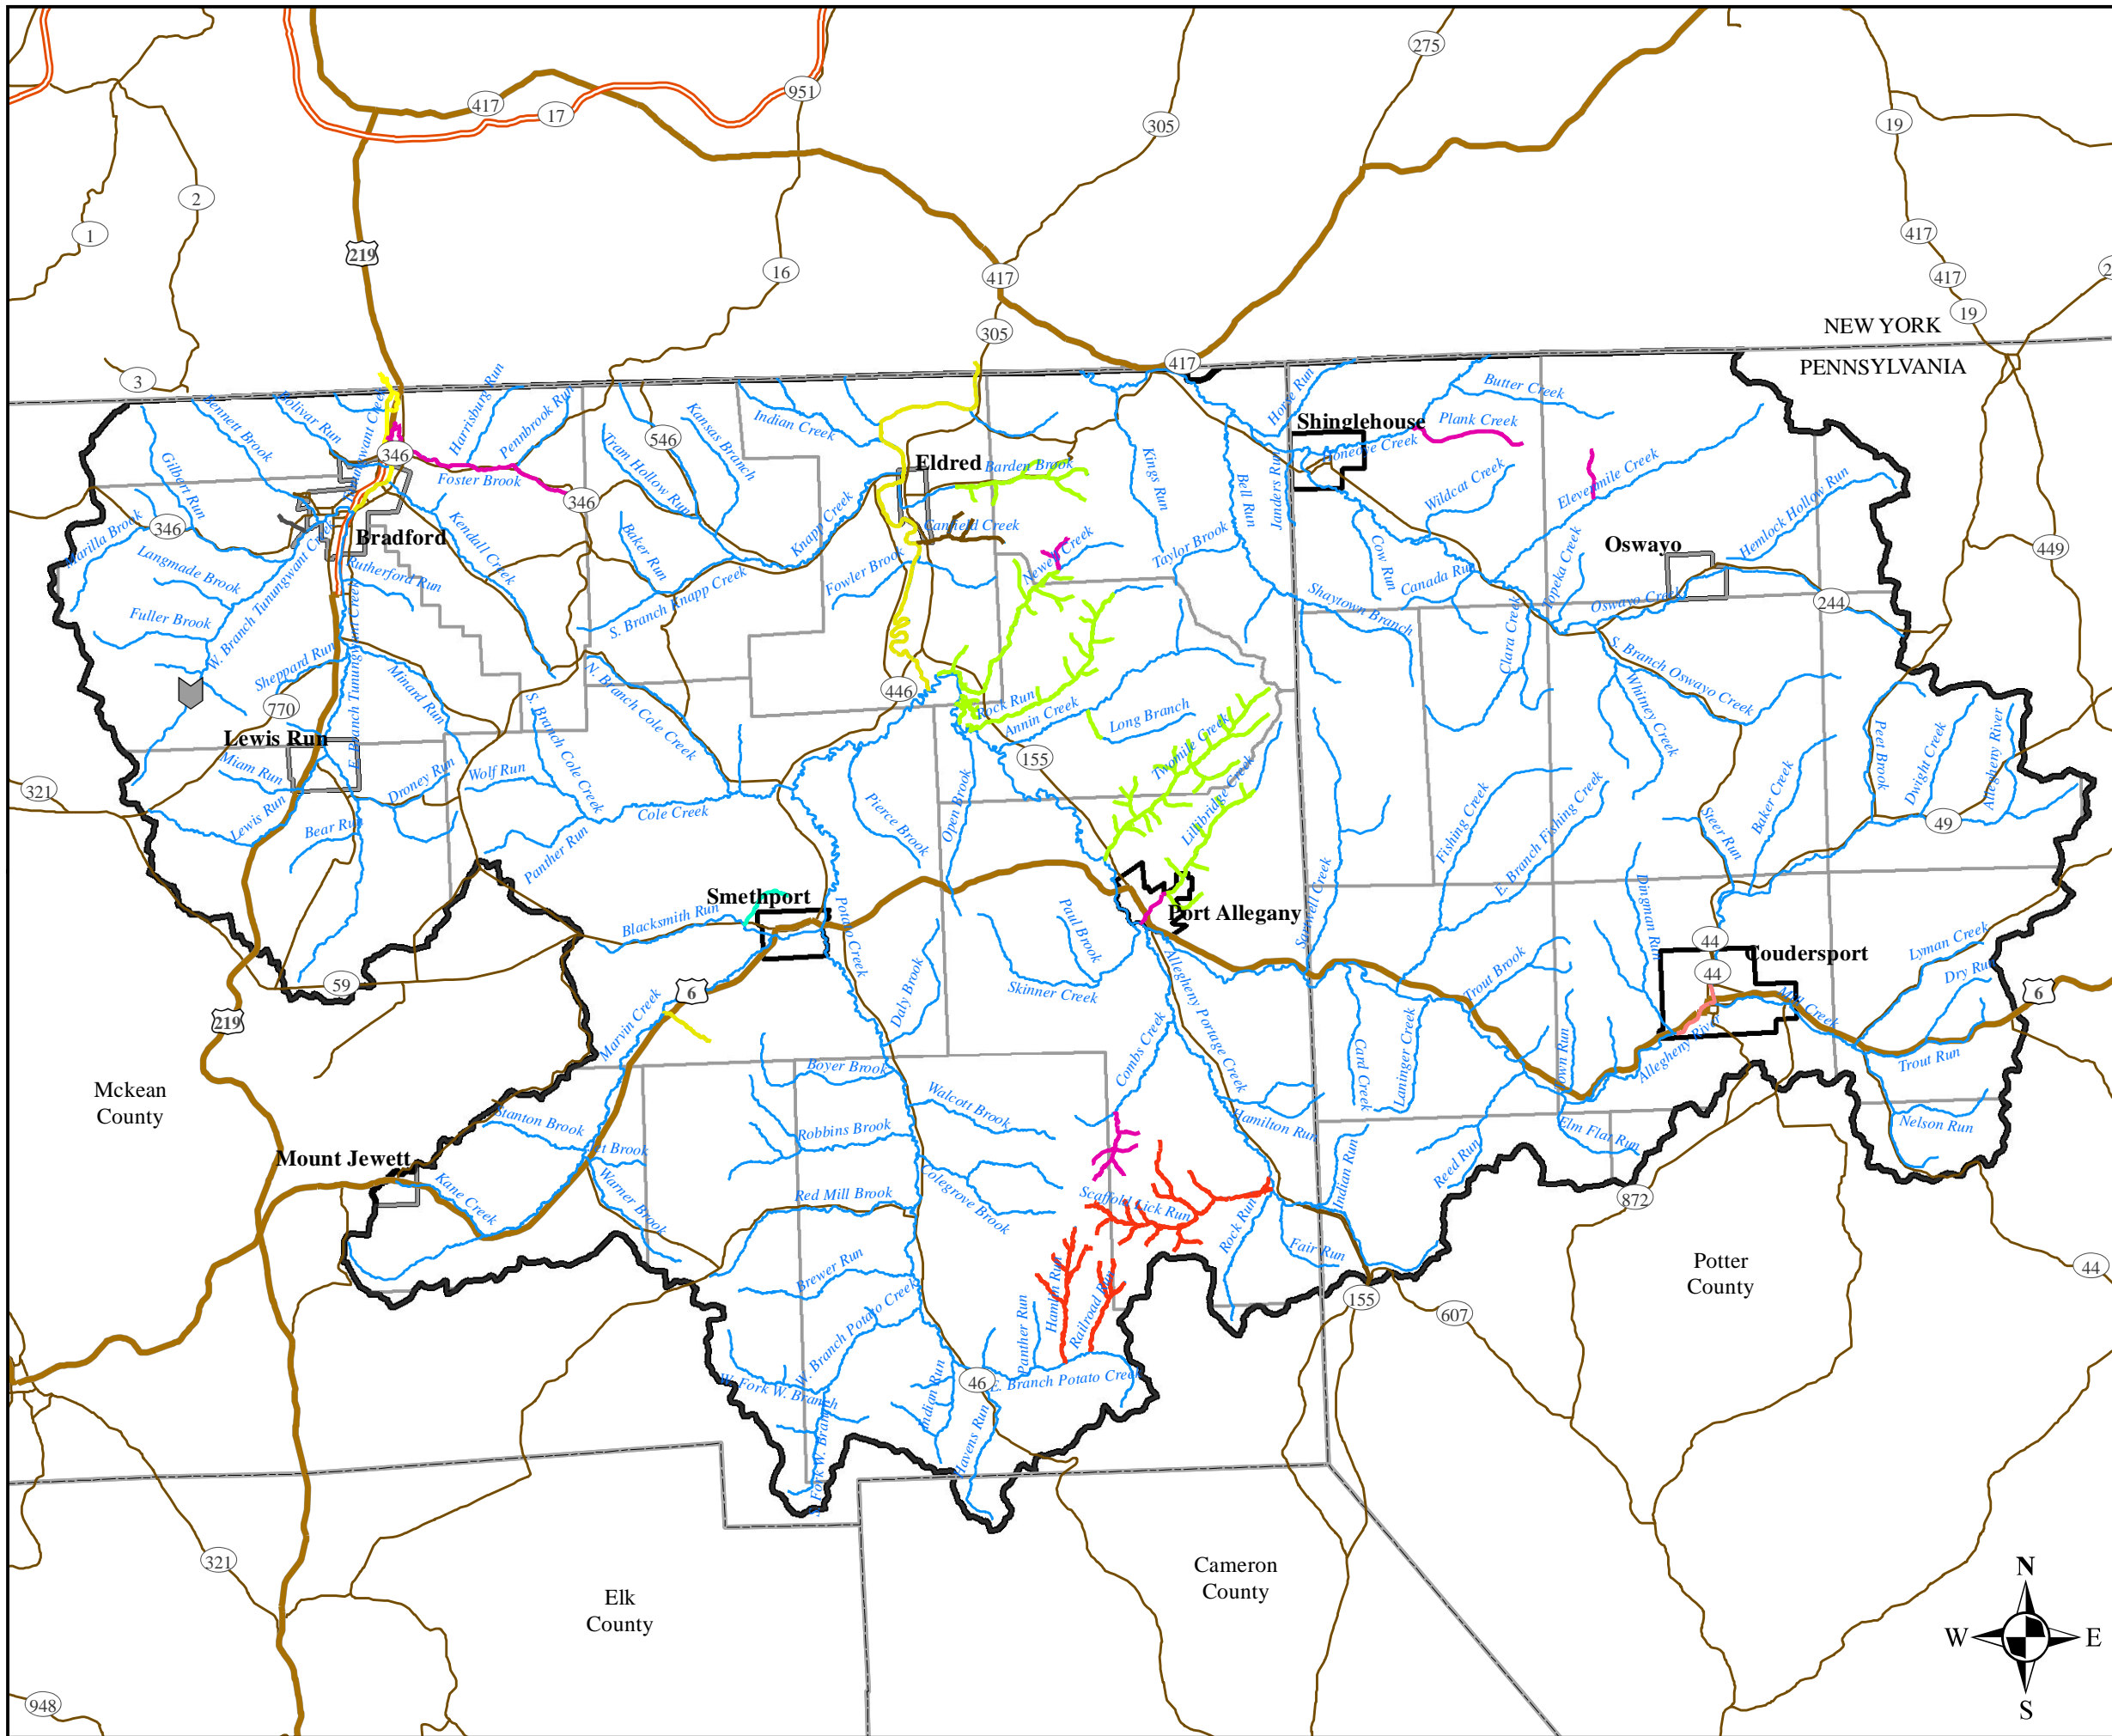 275
951
417
17
305
19
2
1
219
417
16
417
2
19
305
NEW YORK
417
PENNSYLVANIA
3
Bennett Brook
Bolivar Run
Harrisburg Run
Pennbrook Run
Kansas Branch
Indian Creek
Horse Run
Butter Creek
Shinglehouse
Plank Creek
546
346
Gilbert Run
Foster Brook
Tram Hollow Run
Eldred
Barden Brook
Kings Run
Bell Run
Janders Run
Wildcat Creek
Elevenmile Creek
Hemlock Hollow Run
346
346
Marilla Brook
Bradford
Kendall Creek
Knapp Creek
Canfield Creek
Langmade Brook
Rutherford Run
Baker Run
Fowler Brook
Newell Creek
Taylor Brook
Cow Run
Canada Run
Oswayo
449
Fuller Brook
W. Branch Tunungwant Creek
S. Branch Knapp Creek
Shaytown Branch
Clara Creek
Oswayo Creek
244
Sheppard Run
Minard Run
E. Branch Tunungwant Creek
N. Branch Cole Creek
446
S. Branch Oswayo Creek
770
Rock Run
Annin Creek
Long Branch
Whitney Creek
Lewis Run
S. Branch Cole Creek
155
Twomile Creek
Peet Brook
Dwight Creek
Allegheny River
Miam Run
Droney Run
Wolf Run
321
Lewis Run
Bear Run
Cole Creek
Pierce Brook
Open Brook
Lillibridge Creek
Fishing Creek
E. Branch Fishing Creek
Steer Run
Baker Creek
49
Panther Run
Smethport
Blacksmith Run
Potato Creek
Paul Brook
Port Allegany
Sartwell Creek
Dingman Run
44
Coudersport
Lyman Creek
Dry Run
44
59
6
Daly Brook
Skinner Creek
Allegheny Portage Creek
Trout Brook
Mill Creek
6
219
Marvin Creek
Combs Creek
Card Creek
Laninger Creek
Allegheny River
Trout Run
Mckean
County
Boyer Brook
Walcott Brook
Hamilton Run
Stanton Brook
Robbins Brook
Elm Flat Run
Nelson Run
Mount Jewett
Kane Creek
Warner Brook
Red Mill Brook
Colegrove Brook
Scaffold Lick Run
Rock Run
Indian Run
Reed Run
872
Fair Run
Potter
County
44
Brewer Run
Hamlin Run
Railroad Run
Panther Run
155
607
W. Branch Potato Creek
W. Fork W. Branch
Indian Run
46
E. Branch Potato Creek
Havens Run
321
Elk
County
Cameron
County
N
W
E
S
948